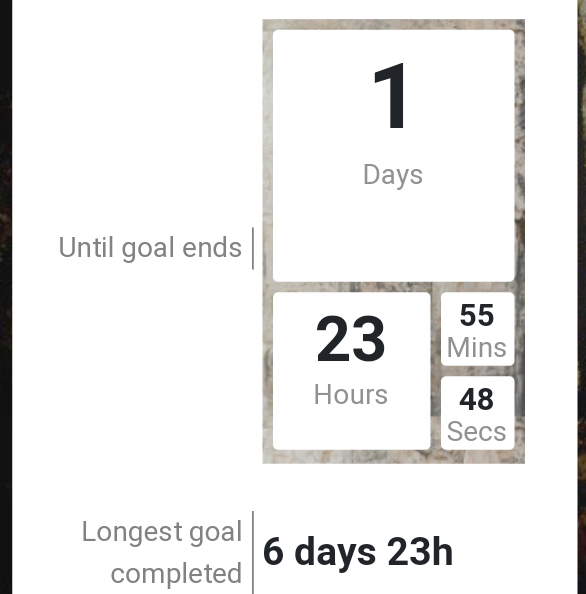 1
Days
Until goal ends
23
Hours
55
Mins
48
Secs
Longest goal
completed
6 days 23h